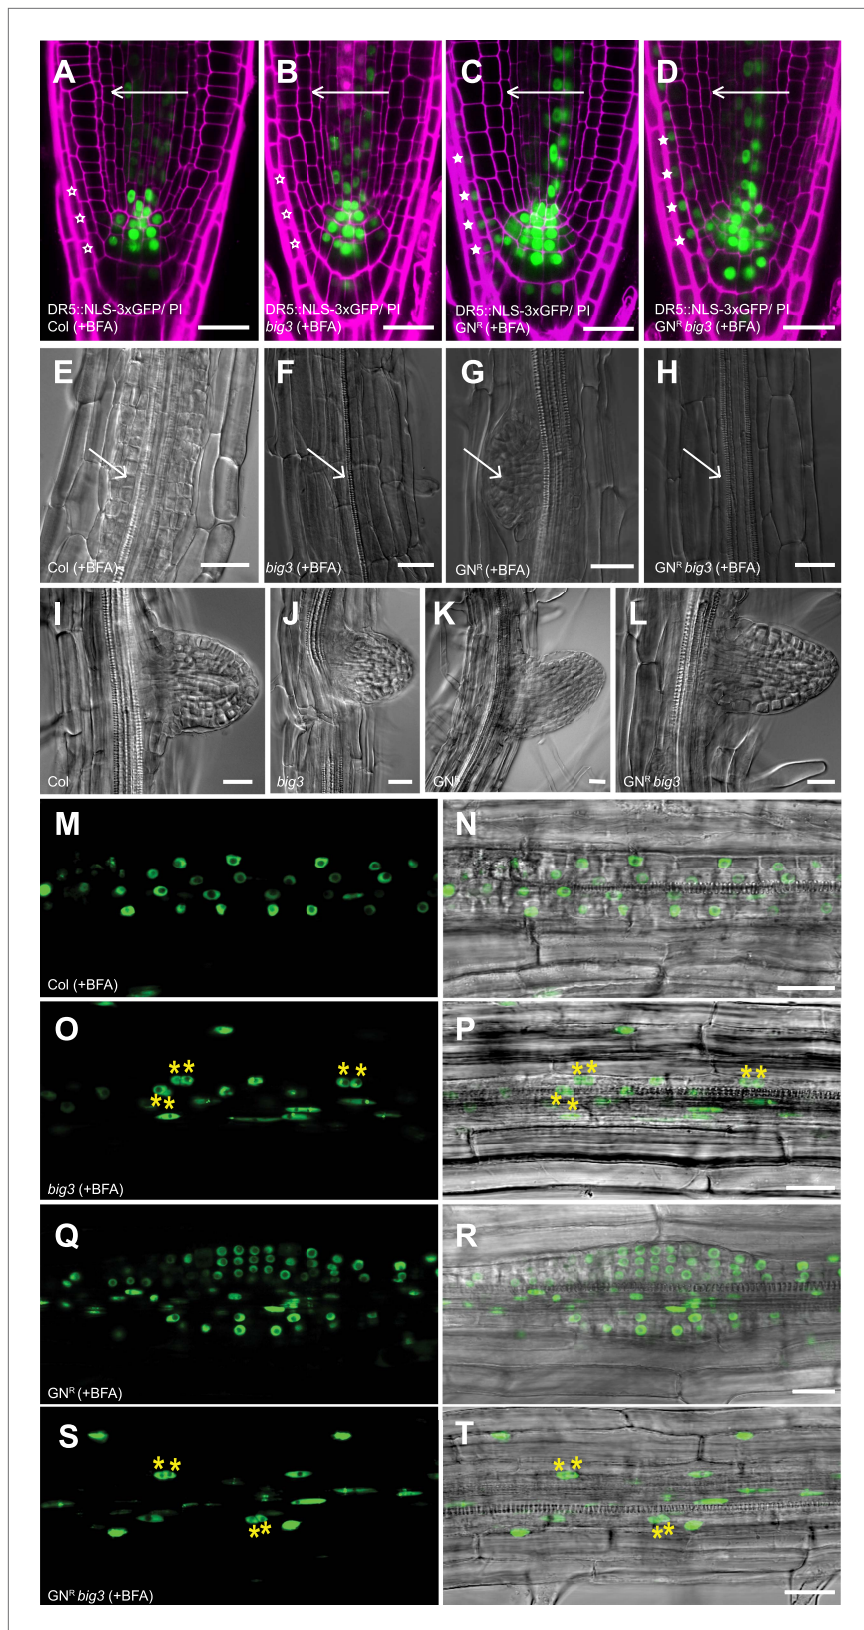 A
B
C
D
DR5::NLS-3xGFP/ PI
Col (+BFA)
DR5::NLS-3xGFP/ PI
big3 (+BFA)
DR5::NLS-3xGFP/ PI
GNᴿ (+BFA)
DR5::NLS-3xGFP/ PI
GNᴿ big3 (+BFA)
E
F
G
H
Col (+BFA)
big3 (+BFA)
GNᴿ (+BFA)
GNᴿ big3 (+BFA)
I
J
K
L
Col
big3
GNᴿ
GNᴿ big3
M
N
Col (+BFA)
O
P
**
**
**
**
**
**
big3 (+BFA)
Q
R
GNᴿ (+BFA)
S
T
**
**
**
**
GNᴿ big3 (+BFA)